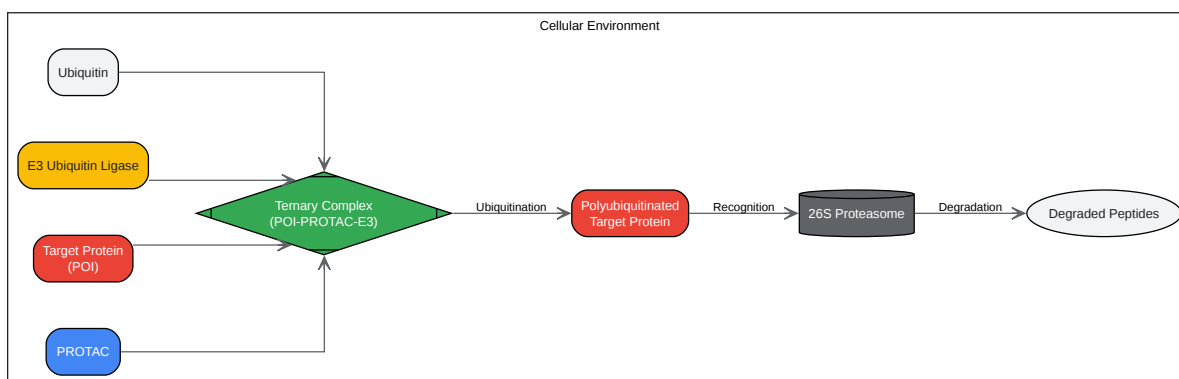 Cellular Environment
Ubiquitin
E3 Ubiquitin Ligase
Target Protein
(POI)
PROTAC
Ternary Complex
(POI-PROTAC-E3)
Ubiquitination
Polyubiquitinated
Target Protein
Recognition
26S Proteasome
Degradation
Degraded Peptides